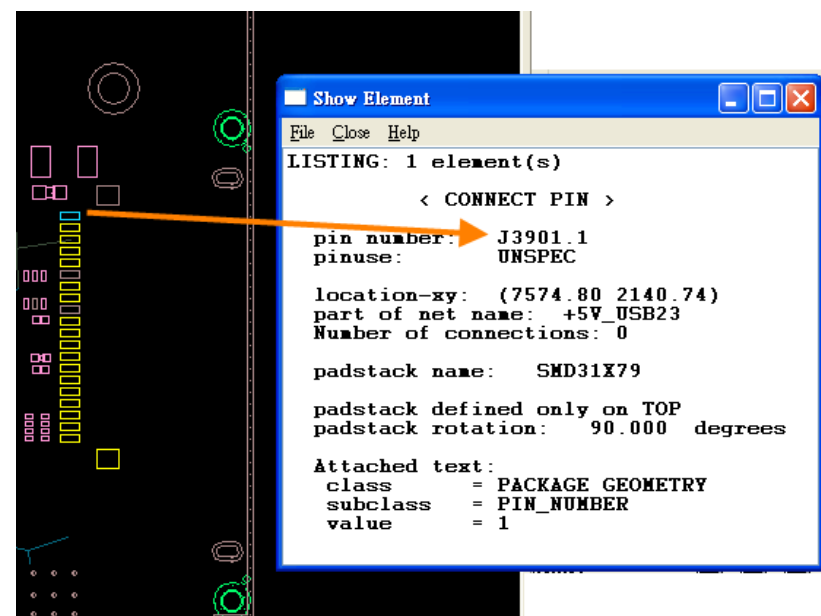 Show Element
File Close Help
LISTING: 1 element(s)
< CONNECT PIN >
pin number: J3901.1
pinuse: UNSPEC
location-xy: (7574.80 2140.74)
part of net name: +5V_USB23
Number of connections: 0
padstack name: SMD31X79
padstack defined only on TOP
padstack rotation: 90.000 degrees
Attached text:
class = PACKAGE GEOMETRY
subclass = PIN_NUMBER
value = 1